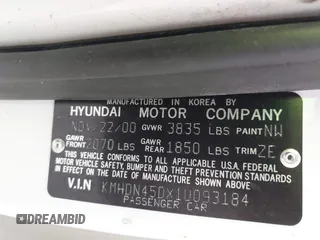 MANUFACTURED IN KOREA BY
HYUNDAI MOTOR COMPANY
NOV/22/00 GVWR 3835 LBS PAINT NW
GAWR FRONT 2070 LBS GAWR REAR 1850 LBS TRIM ZE
THIS VEHICLE CONFORMS TO ALL APPLICABLE U.S.A. FEDERAL
MOTOR VEHICLE SAFETY, BUMPER AND THEFT PREVENTION STANDARDS
IN EFFECT ON THE DATE OF MANUFACTURE SHOWN ABOVE.
V.I.N KMHDN45DX1U093184
PASSENGER CAR
DREAMBID